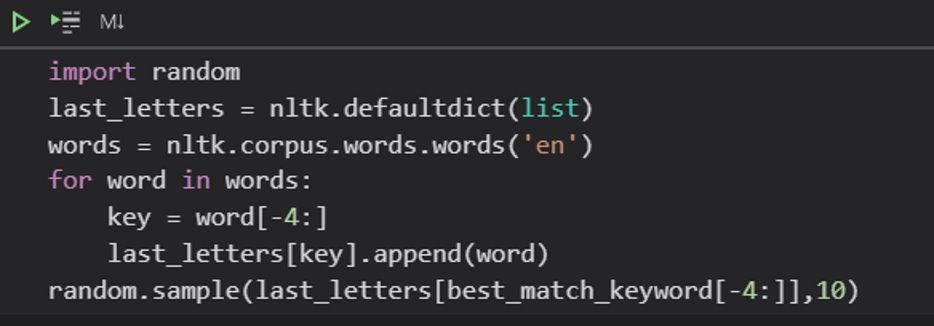 M↓
import random
last_letters = nltk.defaultdict(list)
words = nltk.corpus.words.words('en')
for word in words:
    key = word[-4:]
    last_letters[key].append(word)
random.sample(last_letters[best_match_keyword[-4:]],10)